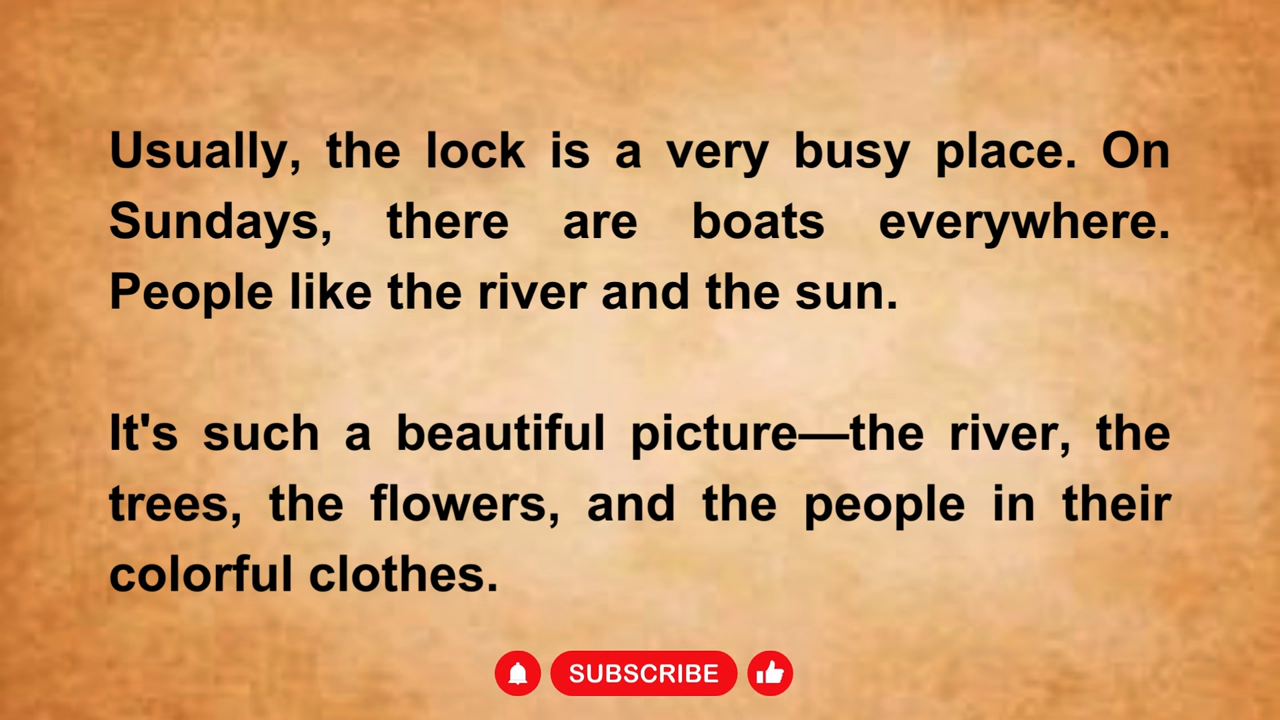 Usually, the lock is a very busy place. On
Sundays, there are boats everywhere.
People like the river and the sun.
It's such a beautiful picture—the river, the
trees, the flowers, and the people in their
colorful clothes.
SUBSCRIBE